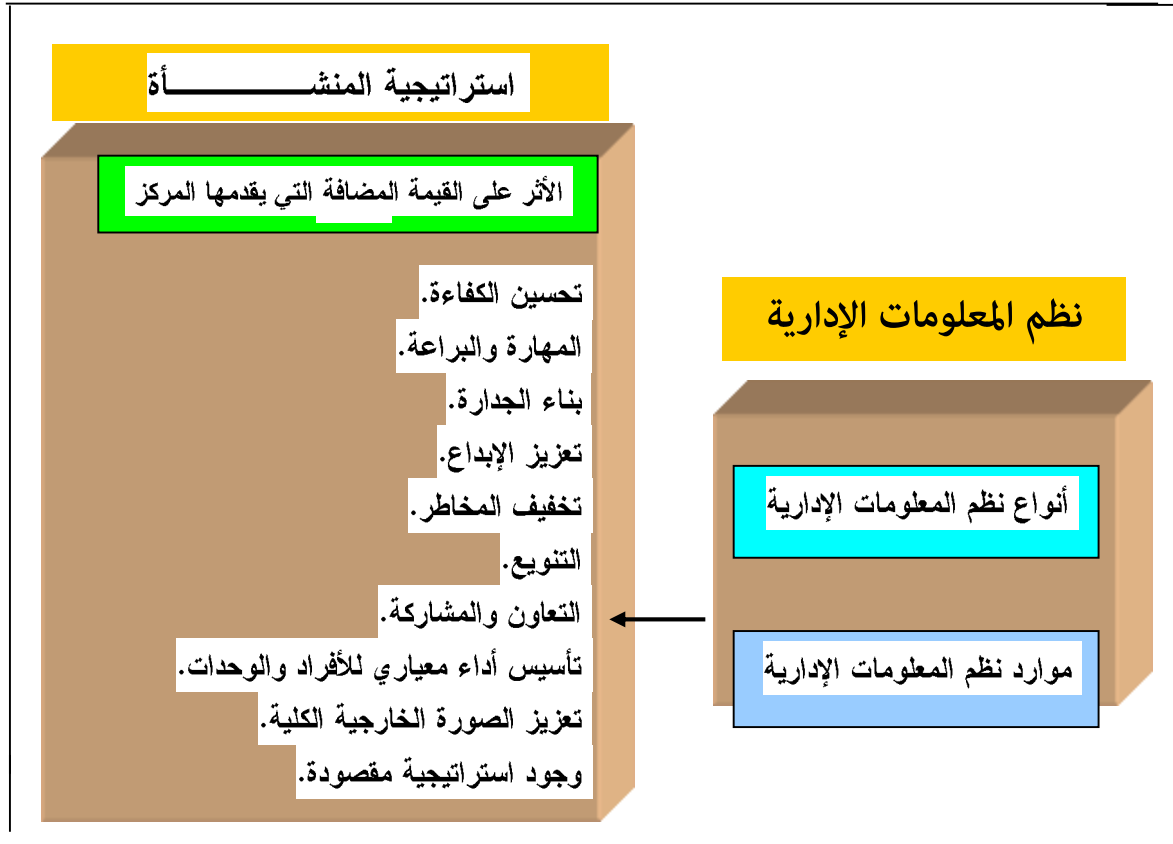 استراتيجية المنشـــــــــــــأة
الأثر على القيمة المضافة التي يقدمها المركز
تحسين الكفاءة.
المهارة والبراعة.
بناء الجدارة.
تعزيز الإبداع.
تخفيف المخاطر.
التنويع.
التعاون والمشاركة.
تأسيس أداء معياري للأفراد والوحدات.
تعزيز الصورة الخارجية الكلية.
وجود استراتيجية مقصودة.
نظم المعلومات الإدارية
أنواع نظم المعلومات الإدارية
موارد نظم المعلومات الإدارية